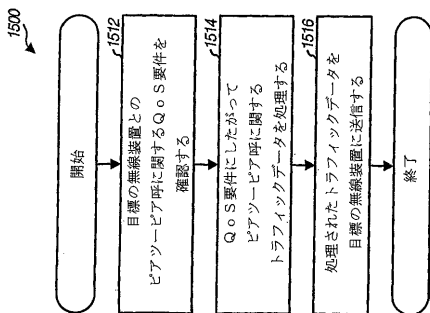 1500
開始
1512
目標の無線装置との
ピアツーピア呼に関するQoS要件を
確認する
1514
QoS要件にしたがって
ピアツーピア呼に関する
トラフィックデータを処理する
1516
処理されたトラフィックデータを
目標の無線装置に送信する
終了